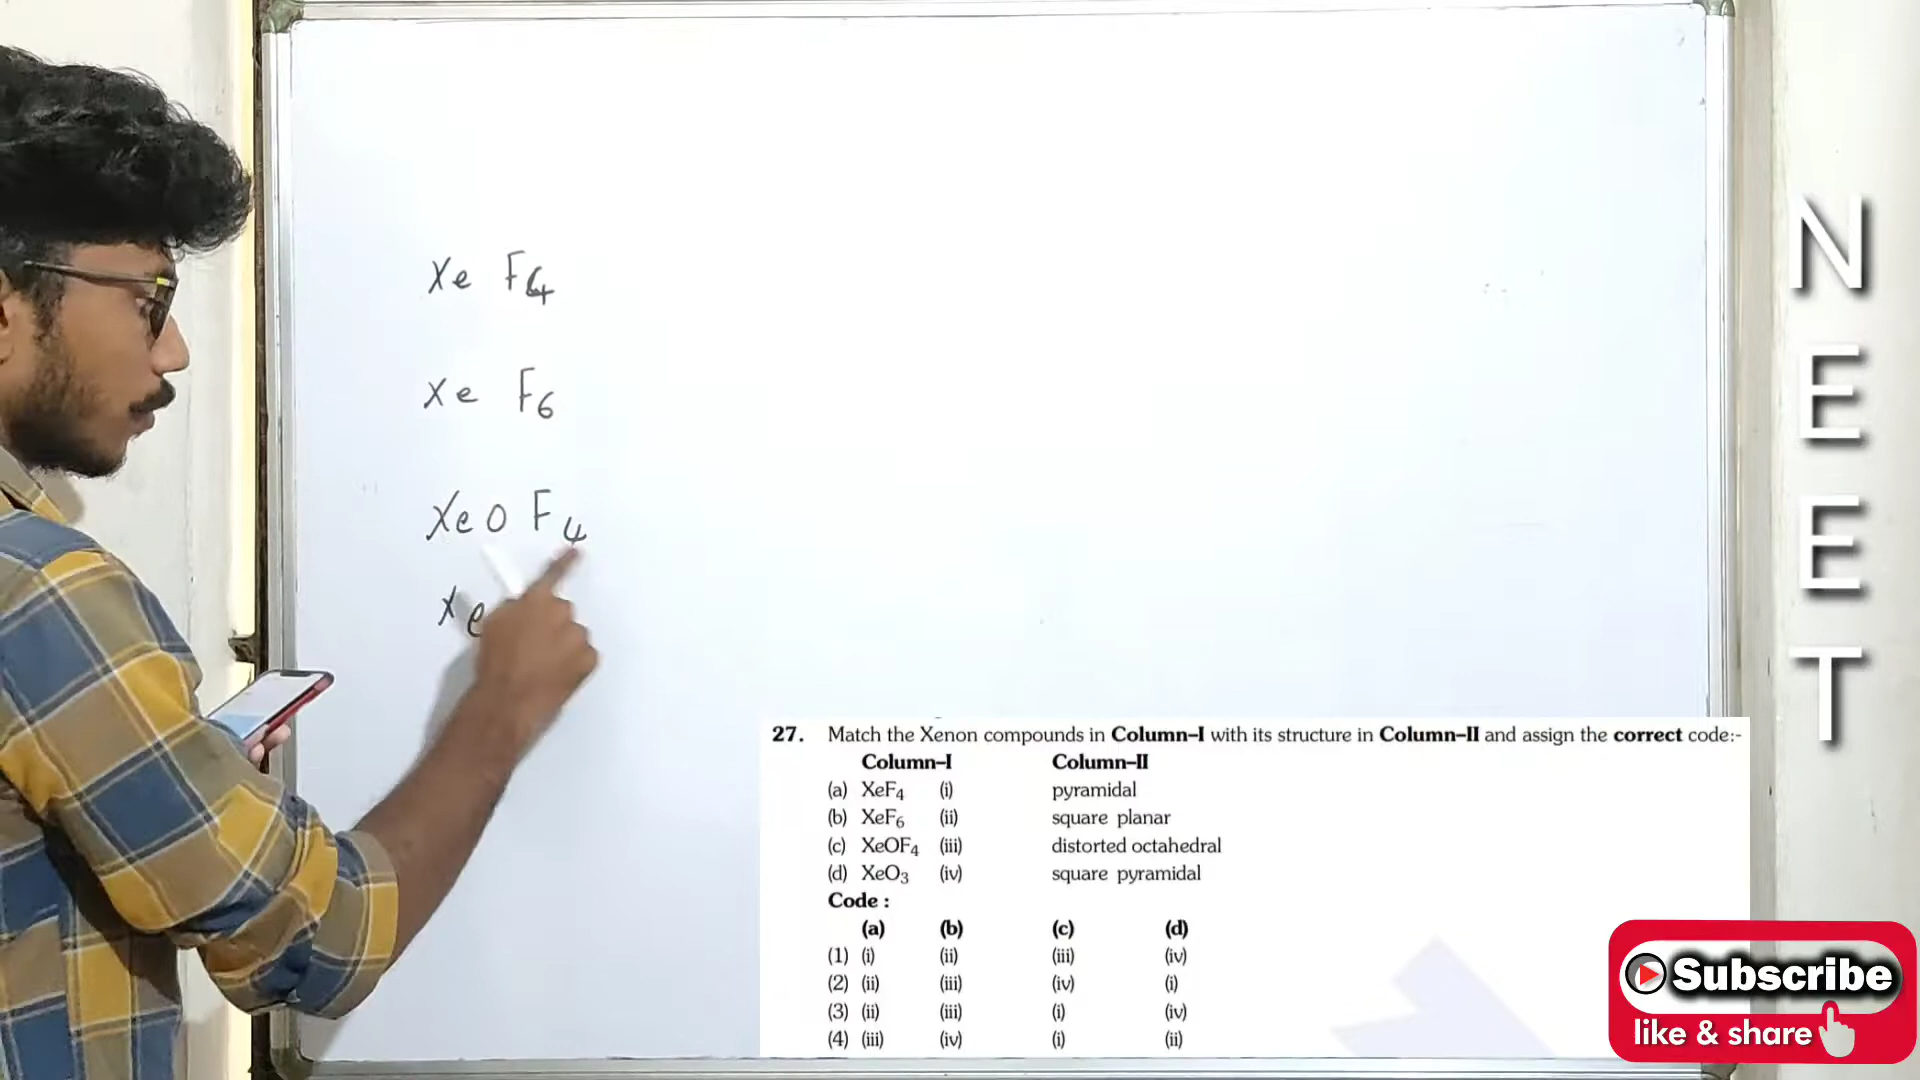 Xe F4
Xe F6
XeO F4
Xe
NEET
27. Match the Xenon compounds in Column-I with its structure in Column-II and assign the correct code:-
Column-I Column-II
(a) XeF4 (i) pyramidal
(b) XeF6 (ii) square planar
(c) XeOF4 (iii) distorted octahedral
(d) XeO3 (iv) square pyramidal
Code :
(a) (b) (c) (d)
(1) (i) (ii) (iii) (iv)
(2) (ii) (iii) (iv) (i)
(3) (ii) (iii) (i) (iv)
(4) (iii) (iv) (i) (ii)
Subscribe
like & share